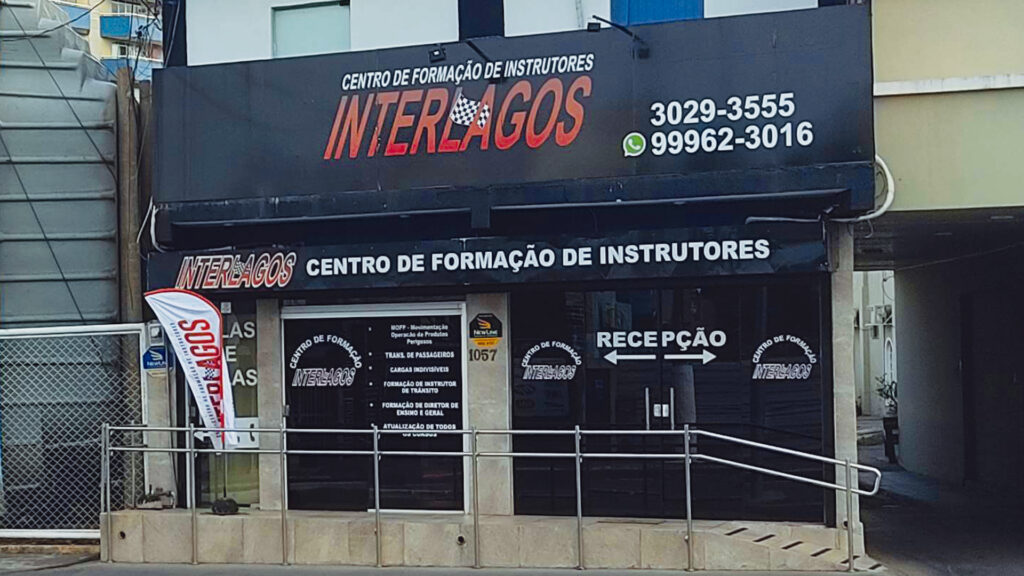 CENTRO DE FORMAÇÃO DE INSTRUTORES
INTERLAGOS
3029-3555
99962-3016
INTERLAGOS CENTRO DE FORMAÇÃO DE INSTRUTORES
LAS
E
AS
CENTRO DE FORMAÇÃO
INTERLAGOS
MOPP - Movimentação
Operação de Produtos
Perigosos
TRANS. DE PASSAGEIROS
CARGAS INDIVISÍVEIS
FORMAÇÃO DE INSTRUTOR
DE TRÂNSITO
FORMAÇÃO DE DIRETOR DE
ENSINO E GERAL
ATUALIZAÇÃO DE TODOS
OS CURSOS
NEWLINE
1057
CENTRO DE FORMAÇÃO
INTERLAGOS
RECEPÇÃO
CENTRO DE FORMAÇÃO
INTERLAGOS